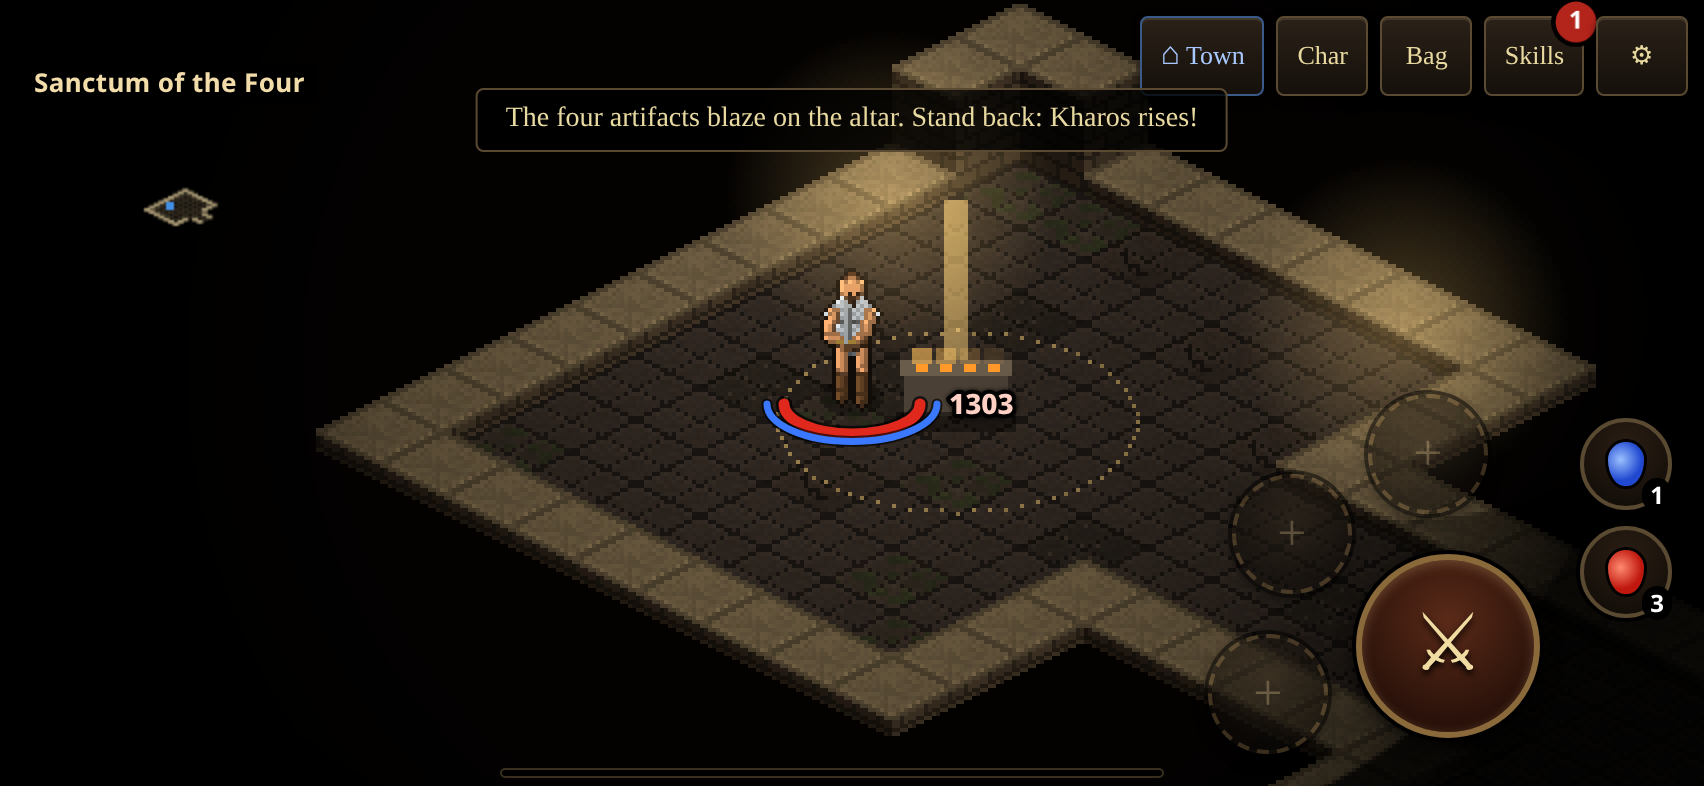 1
⌂ Town
Char
Bag
Skills
Sanctum of the Four
The four artifacts blaze on the altar. Stand back: Kharos rises!
1303
1
3